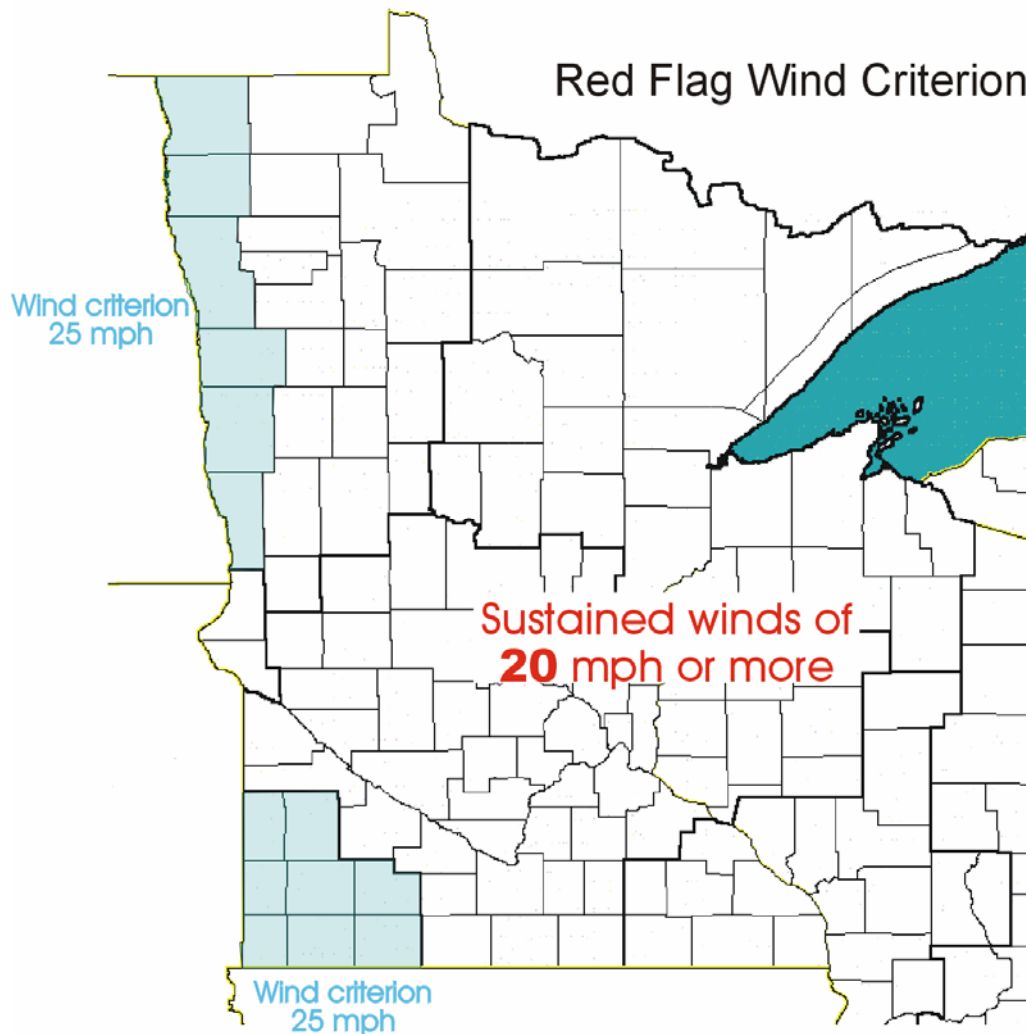 Red Flag Wind Criterion
Wind criterion
25 mph
Sustained winds of
20 mph or more
Wind criterion
25 mph